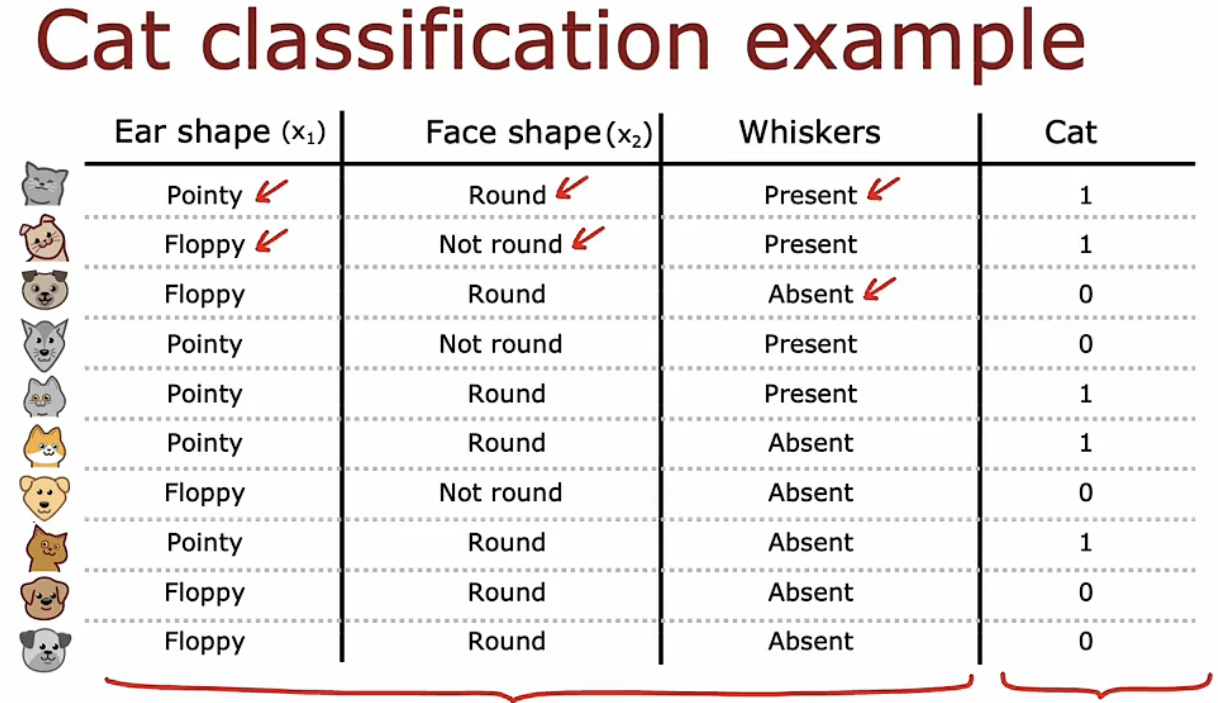 Cat classification example
Ear shape (x₁) Face shape (x₂) Whiskers Cat
Pointy Round Present 1
Floppy Not round Present 1
Floppy Round Absent 0
Pointy Not round Present 0
Pointy Round Present 1
Pointy Round Absent 1
Floppy Not round Absent 0
Pointy Round Absent 1
Floppy Round Absent 0
Floppy Round Absent 0